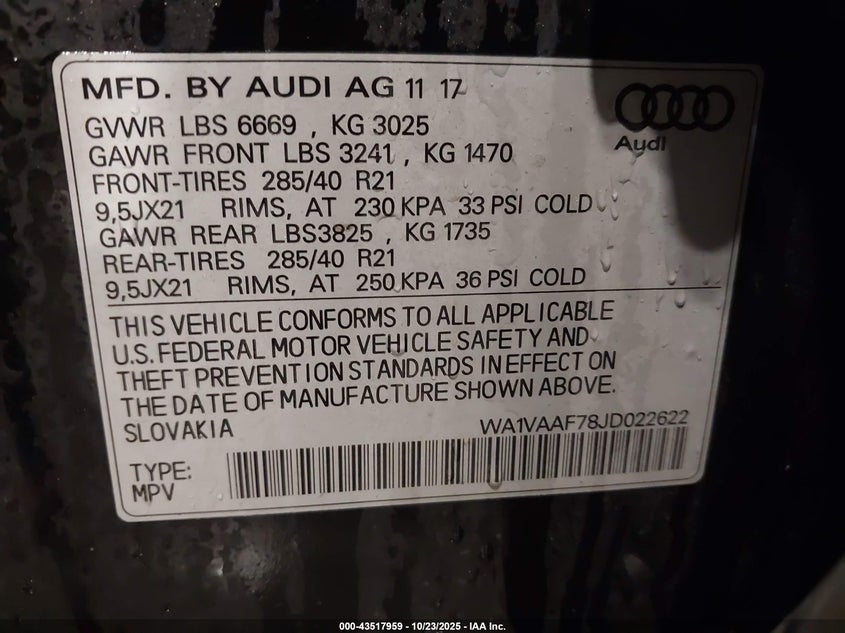 MFD. BY AUDI AG 11 17
Audi
GVWR LBS 6669 , KG 3025
GAWR FRONT LBS 3241 , KG 1470
FRONT-TIRES 285/40 R21
9,5JX21 RIMS, AT 230 KPA 33 PSI COLD
GAWR REAR LBS3825 , KG 1735
REAR-TIRES 285/40 R21
9,5JX21 RIMS, AT 250 KPA 36 PSI COLD
THIS VEHICLE CONFORMS TO ALL APPLICABLE
U.S. FEDERAL MOTOR VEHICLE SAFETY AND
THEFT PREVENTION STANDARDS IN EFFECT ON
THE DATE OF MANUFACTURE SHOWN ABOVE.
SLOVAKIA WA1VAAF78JD022622
TYPE:
MPV
000-43517959 - 10/23/2025 - IAA Inc.